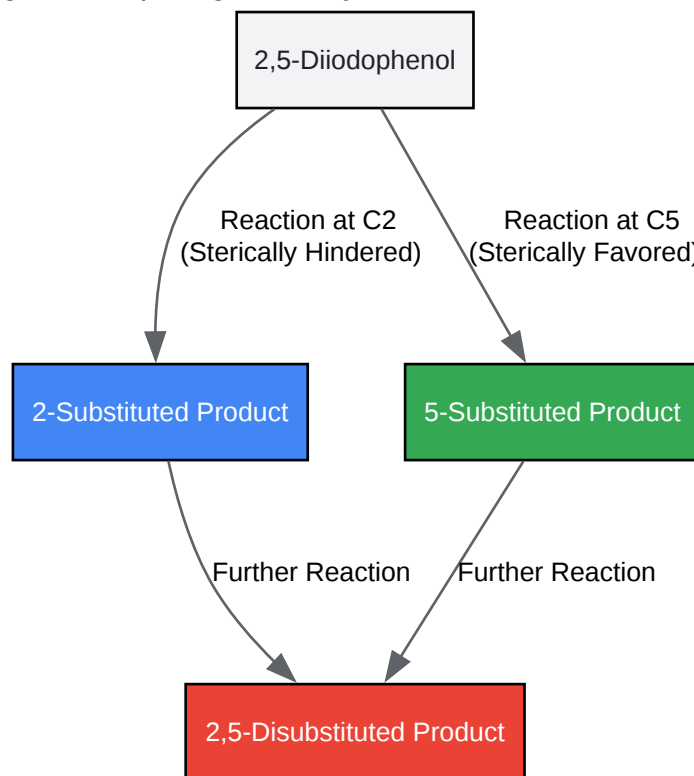 2,5-Diiodophenol
Reaction at C2
(Sterically Hindered)
Reaction at C5
(Sterically Favored)
2-Substituted Product
5-Substituted Product
Further Reaction
Further Reaction
2,5-Disubstituted Product